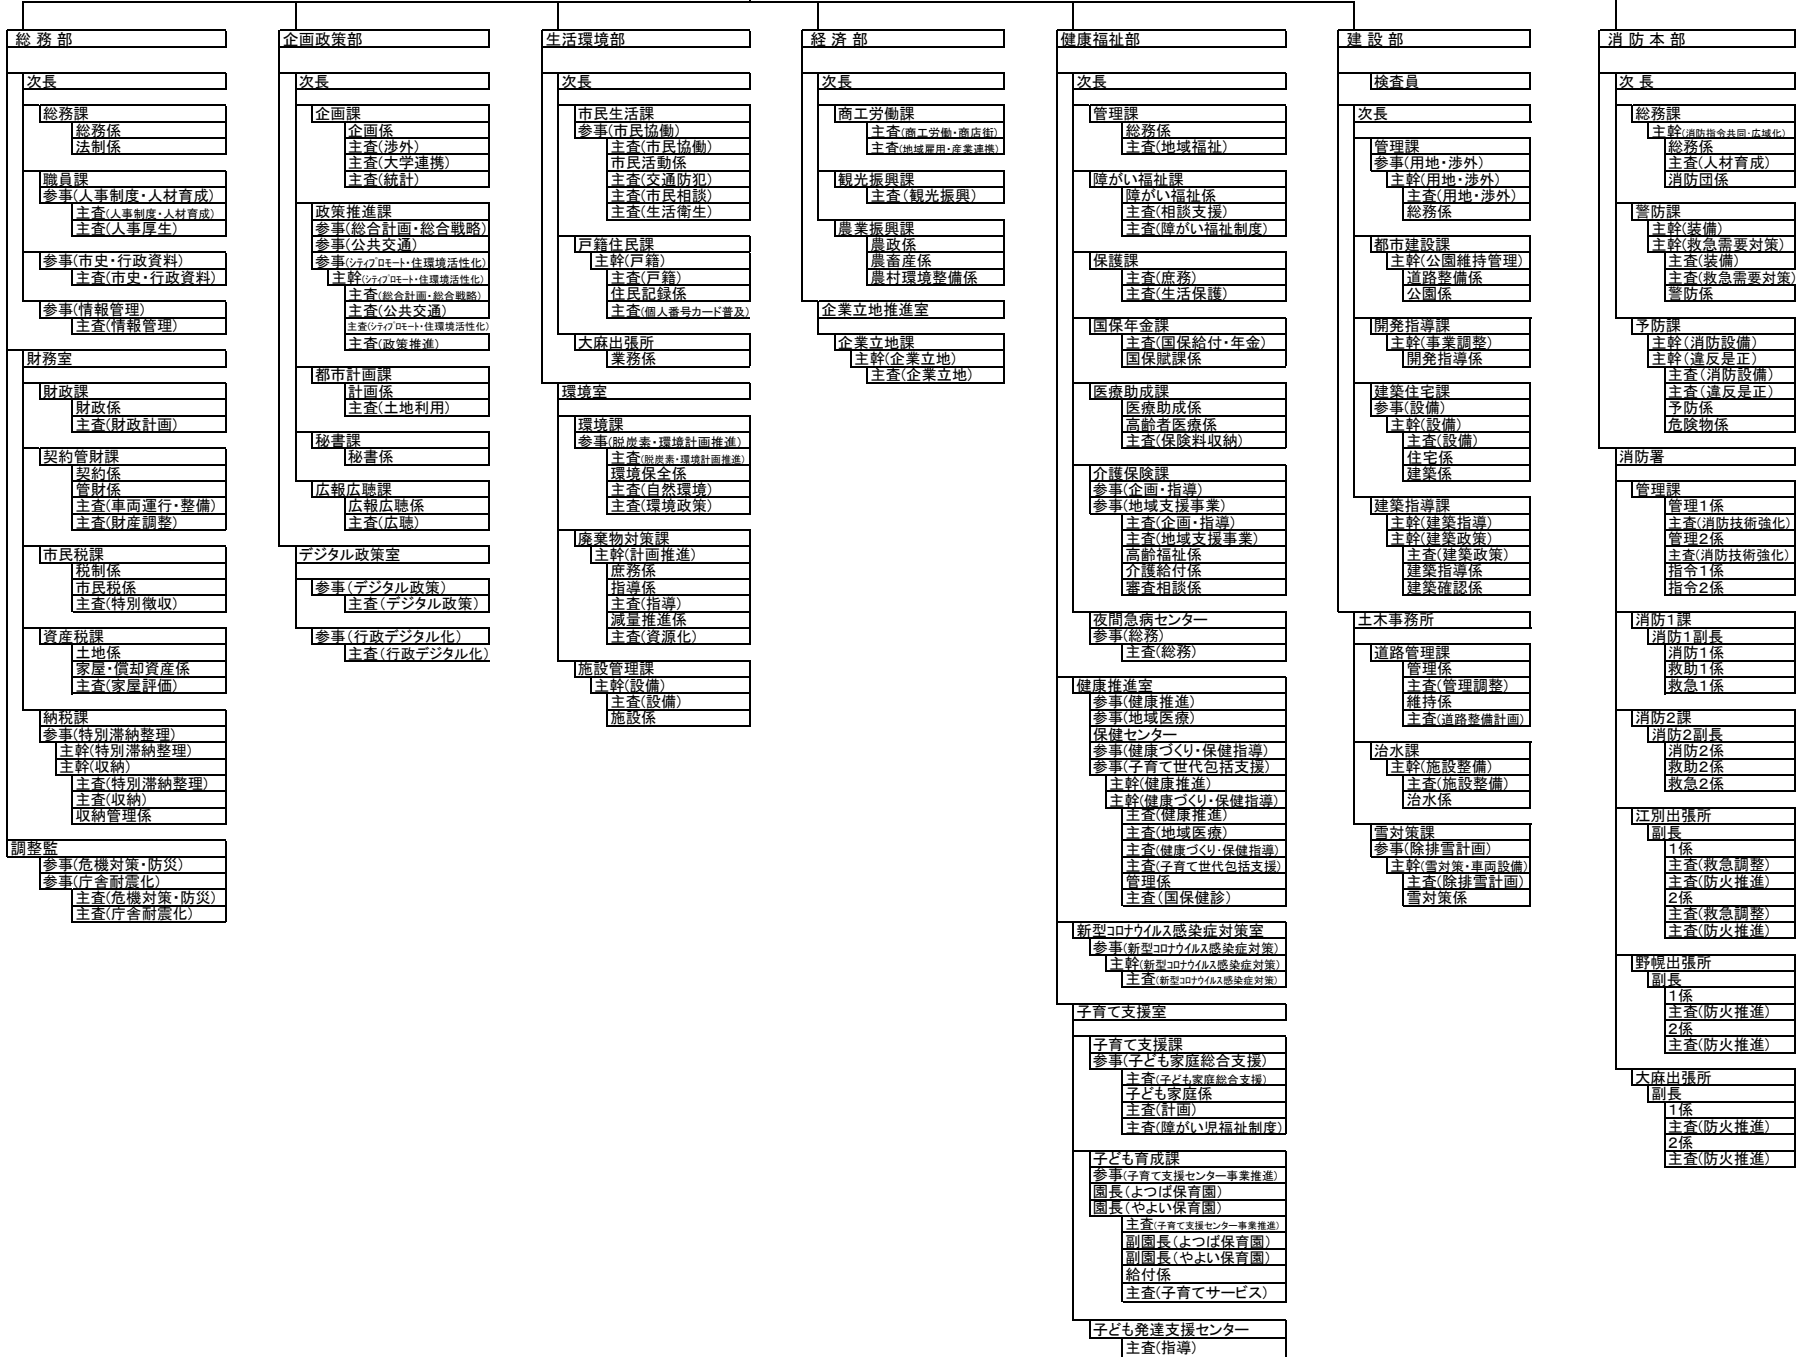 総 務 部
次長
総務課
総務係
法制係
職員課
参事(人事制度・人材育成)
主査(人事制度・人材育成)
主査(人事厚生)
参事(市史・行政資料)
主査(市史・行政資料)
参事(情報管理)
主査(情報管理)
財務室
財政課
財政係
主査(財政計画)
契約管財課
契約係
管財係
主査(車両運行・整備)
主査(財産調整)
市民税課
税制係
市民税係
主査(特別徴収)
資産税課
土地係
家屋・償却資産係
主査(家屋評価)
納税課
参事(特別滞納整理)
主幹(特別滞納整理)
主幹(収納)
主査(特別滞納整理)
主査(収納)
収納管理係
調整監
参事(危機対策・防災)
参事(庁舎耐震化)
主査(危機対策・防災)
主査(庁舎耐震化)
企画政策部
次長
企画課
企画係
主査(渉外)
主査(大学連携)
主査(統計)
政策推進課
参事(総合計画・総合戦略)
参事(公共交通)
参事(シティプロモート・住環境活性化)
主幹(シティプロモート・住環境活性化)
主査(総合計画・総合戦略)
主査(公共交通)
主査(シティプロモート・住環境活性化)
主査(政策推進)
都市計画課
計画係
主査(土地利用)
秘書課
秘書係
広報広聴課
広報広聴係
主査(広聴)
デジタル政策室
参事(デジタル政策)
主査(デジタル政策)
参事(行政デジタル化)
主査(行政デジタル化)
生活環境部
次長
市民生活課
参事(市民協働)
主査(市民協働)
市民活動係
主査(交通防犯)
主査(市民相談)
主査(生活衛生)
戸籍住民課
主幹(戸籍)
主査(戸籍)
住民記録係
主査(個人番号カード普及)
大麻出張所
業務係
環境室
環境課
参事(脱炭素・環境計画推進)
主査(脱炭素・環境計画推進)
環境保全係
主査(自然環境)
主査(環境政策)
廃棄物対策課
主幹(計画推進)
庶務係
指導係
主査(指導)
減量推進係
主査(資源化)
施設管理課
主幹(設備)
主査(設備)
施設係
経 済 部
次長
商工労働課
主査(商工労働・商店街)
主査(地域雇用・産業連携)
観光振興課
主査(観光振興)
農業振興課
農政係
農畜産係
農村環境整備係
企業立地推進室
企業立地課
主幹(企業立地)
主査(企業立地)
健康福祉部
次長
管理課
総務係
主査(地域福祉)
障がい福祉課
障がい福祉係
主査(相談支援)
主査(障がい福祉制度)
保護課
主査(庶務)
主査(生活保護)
国保年金課
主査(国保給付・年金)
国保賦課係
医療助成課
医療助成係
高齢者医療係
主査(保険料収納)
介護保険課
参事(企画・指導)
参事(地域支援事業)
主査(企画・指導)
主査(地域支援事業)
高齢福祉係
介護給付係
審査相談係
夜間急病センター
参事(総務)
主査(総務)
健康推進室
参事(健康推進)
参事(地域医療)
保健センター
参事(健康づくり・保健指導)
参事(子育て世代包括支援)
主幹(健康推進)
主幹(健康づくり・保健指導)
主査(健康推進)
主査(地域医療)
主査(健康づくり・保健指導)
主査(子育て世代包括支援)
管理係
主査(国保健診)
新型コロナウイルス感染症対策室
参事(新型コロナウイルス感染症対策)
主幹(新型コロナウイルス感染症対策)
主査(新型コロナウイルス感染症対策)
子育て支援室
子育て支援課
参事(子ども家庭総合支援)
主査(子ども家庭総合支援)
子ども家庭係
主査(計画)
主査(障がい児福祉制度)
子ども育成課
参事(子育て支援センター事業推進)
園長(よつば保育園)
園長(やよい保育園)
主査(子育て支援センター事業推進)
副園長(よつば保育園)
副園長(やよい保育園)
給付係
主査(子育てサービス)
子ども発達支援センター
主査(指導)
建 設 部
検査員
次長
管理課
参事(用地・渉外)
主幹(用地・渉外)
主査(用地・渉外)
総務係
都市建設課
主幹(公園維持管理)
道路整備係
公園係
開発指導課
主幹(事業調整)
開発指導係
建築住宅課
参事(設備)
主幹(設備)
主査(設備)
住宅係
建築係
建築指導課
主幹(建築指導)
主幹(建築政策)
主査(建築政策)
建築指導係
建築確認係
土木事務所
道路管理課
管理係
主査(管理調整)
維持係
主査(道路整備計画)
治水課
主幹(施設整備)
主査(施設整備)
治水係
雪対策課
参事(除排雪計画)
主幹(雪対策・車両設備)
主査(除排雪計画)
雪対策係
消 防 本 部
次 長
総務課
主幹(消防指令共同・広域化)
総務係
主査(人材育成)
消防団係
警防課
主幹(装備)
主幹(救急需要対策)
主査(装備)
主査(救急需要対策)
警防係
予防課
主幹(消防設備)
主幹(違反是正)
主査(消防設備)
主査(違反是正)
予防係
危険物係
消防署
管理課
管理1係
主査(消防技術強化)
管理2係
主査(消防技術強化)
指令1係
指令2係
消防1課
消防1副長
消防1係
救助1係
救急1係
消防2課
消防2副長
消防2係
救助2係
救急2係
江別出張所
副長
1係
主査(救急調整)
主査(防火推進)
2係
主査(救急調整)
主査(防火推進)
野幌出張所
副長
1係
主査(防火推進)
2係
主査(防火推進)
大麻出張所
副長
1係
主査(防火推進)
2係
主査(防火推進)